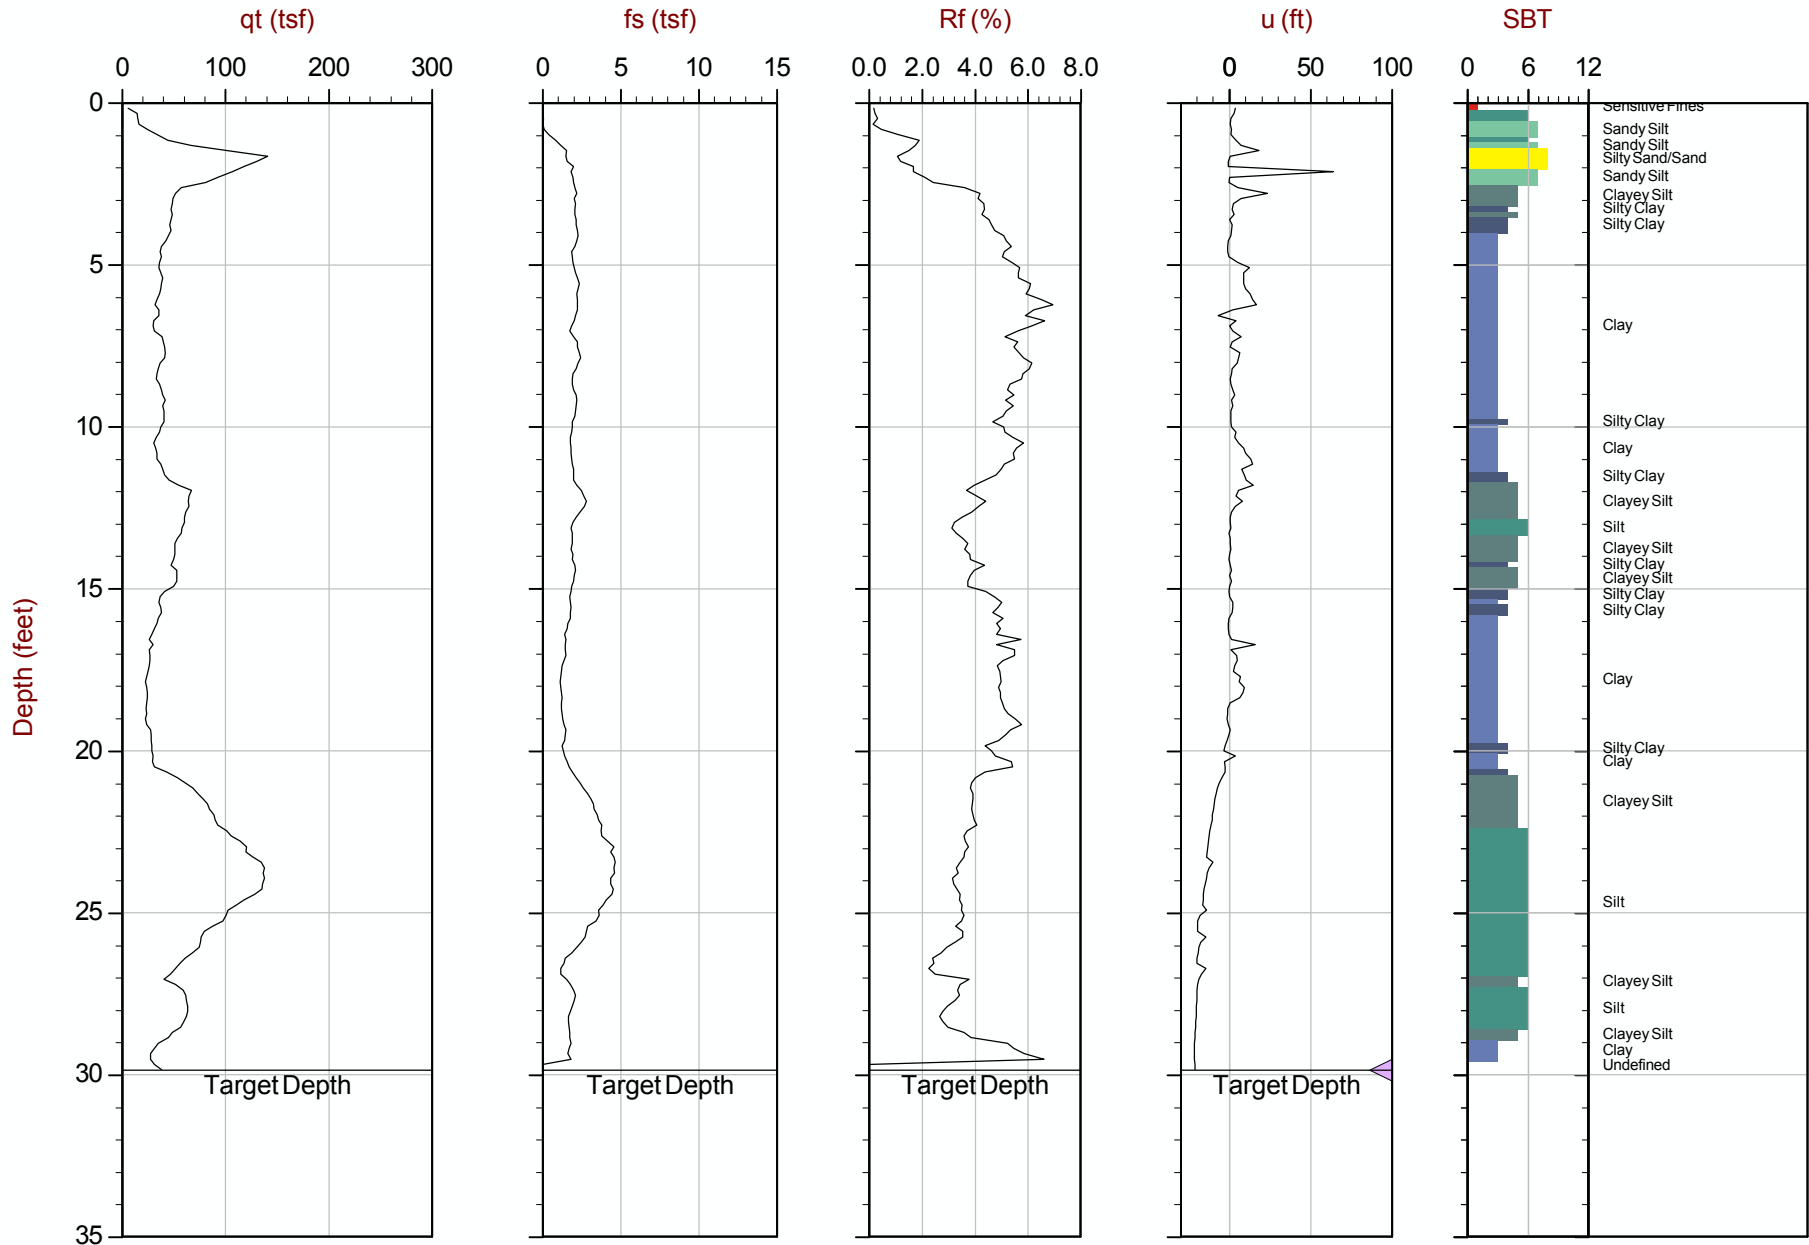 qt (tsf) fs (tsf) Rf (%) u (ft) SBT
0 100 200 300 0 5 10 15 0.0 2.0 4.0 6.0 8.0 0 50 100 0 6 12
0
Sensitive Fines
Sandy Silt
Sandy Silt
Silty Sand/Sand
Sandy Silt
Clayey Silt
Silty Clay
Silty Clay
5
Clay
Silty Clay
10
Clay
Silty Clay
Clayey Silt
Silt
Clayey Silt
Silty Clay
Clayey Silt
15
Silty Clay
Silty Clay
Depth (feet)
Clay
Silty Clay
20
Clay
Clayey Silt
Silt
25
Clayey Silt
Silt
Clayey Silt
Clay
Undefined
30
Target Depth Target Depth Target Depth Target Depth
35